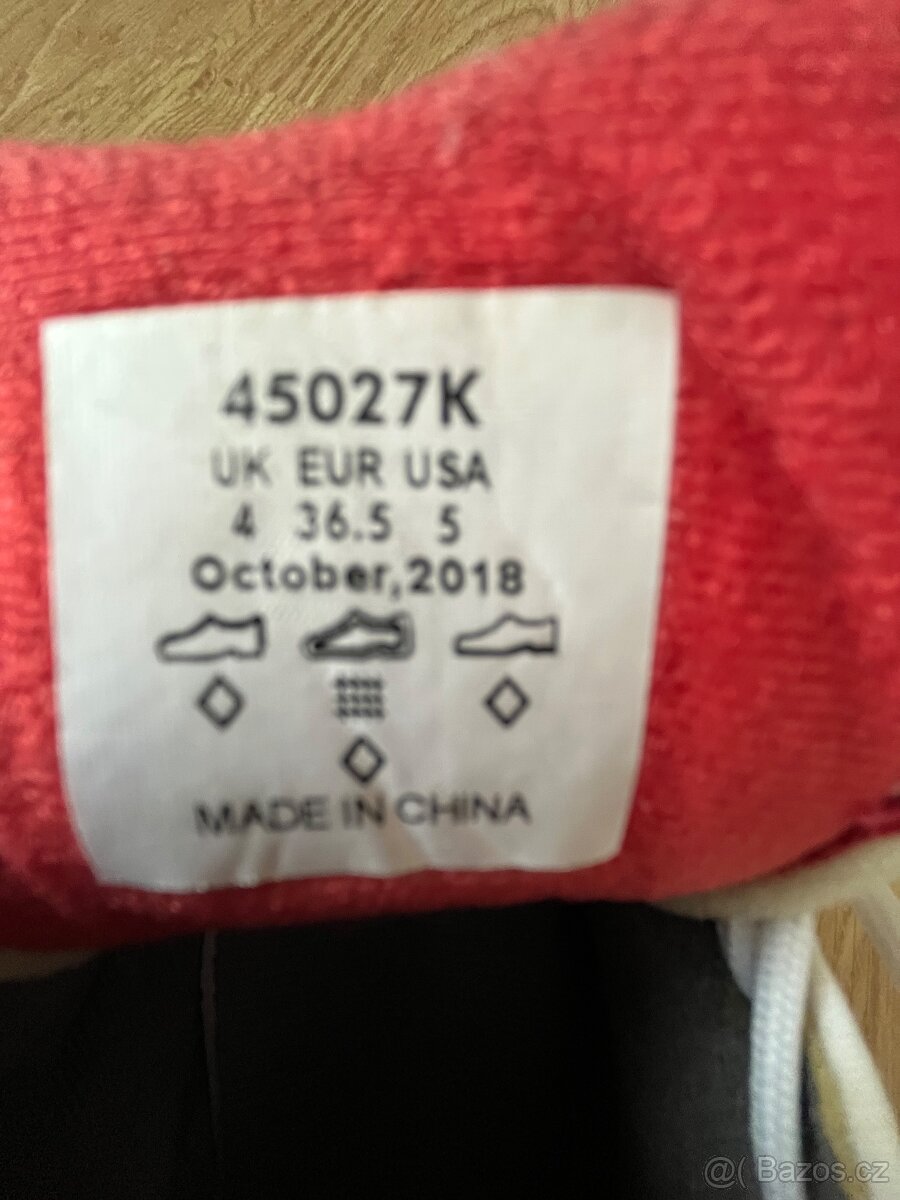 45027K
UK EUR USA
4 36.5 5
October,2018
MADE IN CHINA
@( Bazos.cz